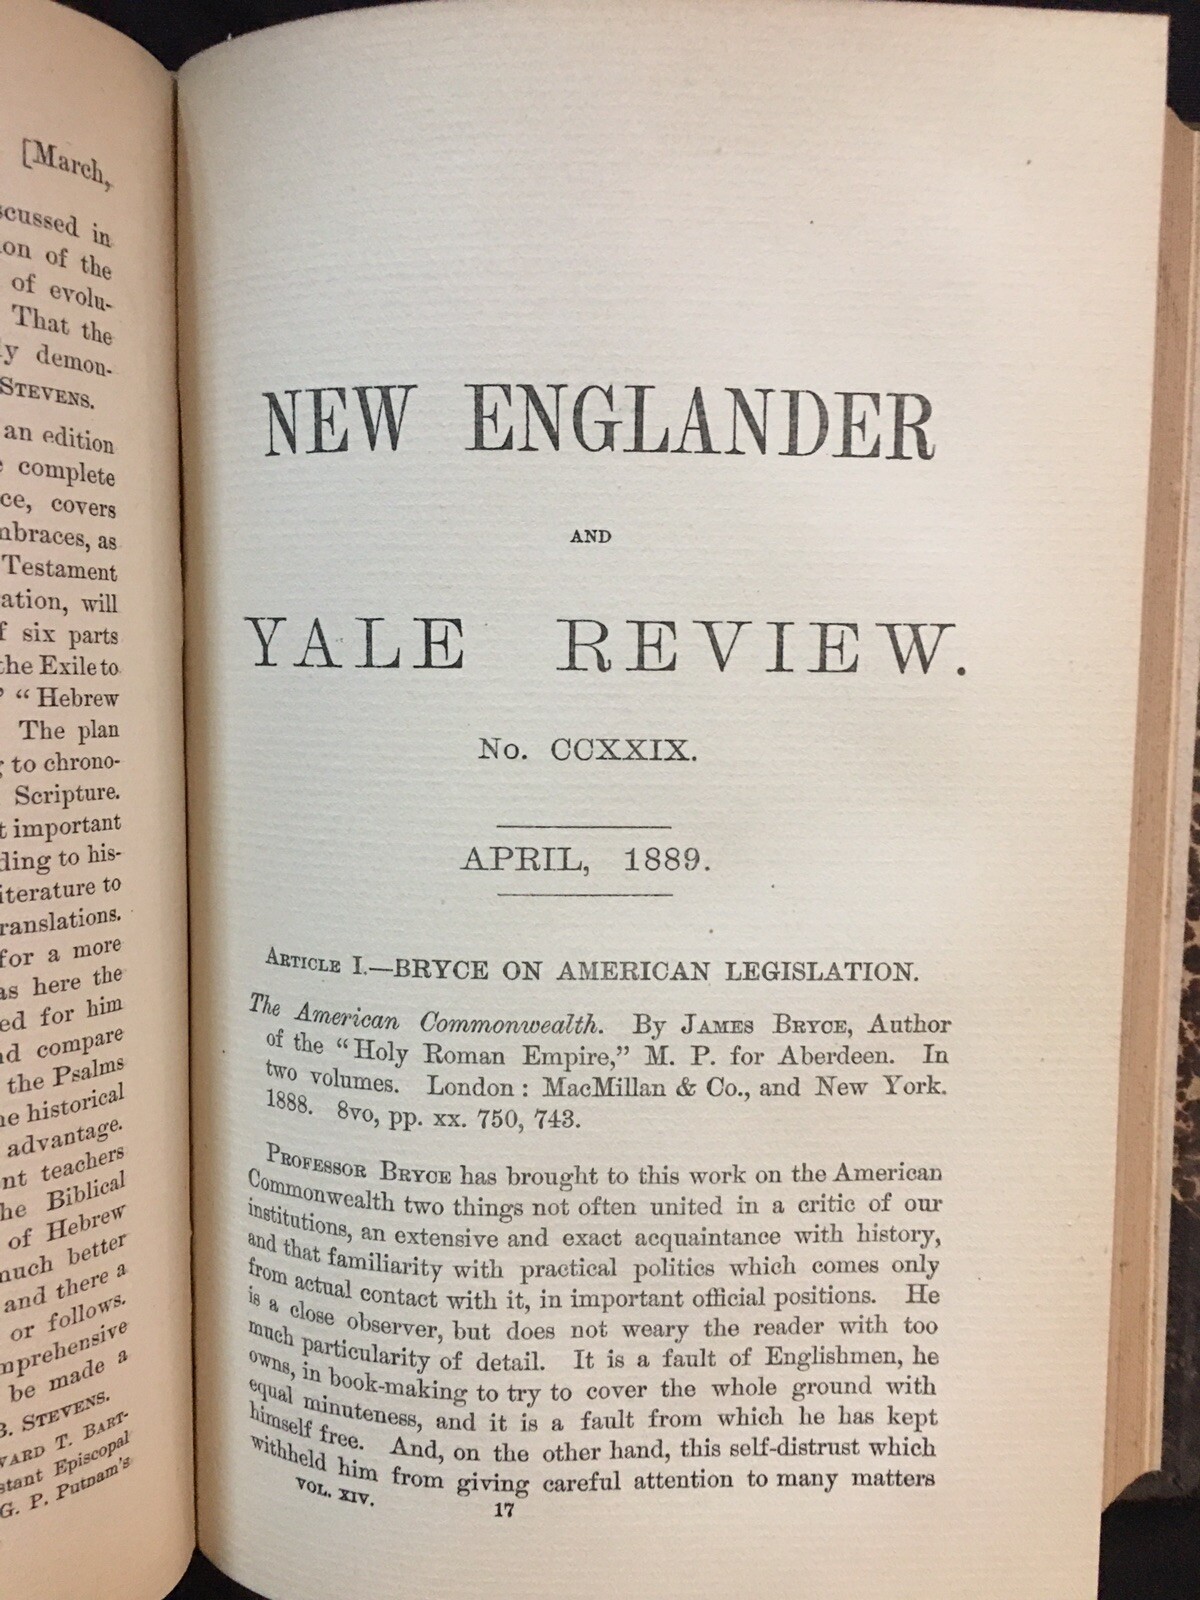 [March,
scussed in
on of the
of evolu-
That the
ly demon-
STEVENS.
an edition
complete
ce, covers
mbraces, as
Testament
ation, will
f six parts
the Exile to
" "Hebrew
The plan
g to chrono-
Scripture.
t important
ding to his-
iterature to
ranslations.
for a more
as here the
ed for him
nd compare
the Psalms
he historical
advantage.
nt teachers
he Biblical
of Hebrew
much better
and there a
or follows.
mprehensive
be made a
B. STEVENS.
WARD T. BART-
stant Episcopal
G. P. Putnam's
NEW ENGLANDER
AND
YALE REVIEW.
No. CCXXIX.
APRIL, 1889.
ARTICLE I.—BRYCE ON AMERICAN LEGISLATION.
The American Commonwealth. By JAMES BRYCE, Author
of the "Holy Roman Empire," M. P. for Aberdeen. In
two volumes. London: MacMillan & Co., and New York.
1888. 8vo, pp. xx. 750, 743.
PROFESSOR BRYCE has brought to this work on the American
Commonwealth two things not often united in a critic of our
institutions, an extensive and exact acquaintance with history,
and that familiarity with practical politics which comes only
from actual contact with it, in important official positions. He
is a close observer, but does not weary the reader with too
much particularity of detail. It is a fault of Englishmen, he
owns, in book-making to try to cover the whole ground with
equal minuteness, and it is a fault from which he has kept
himself free. And, on the other hand, this self-distrust which
withheld him from giving careful attention to many matters
VOL. XIV. 17